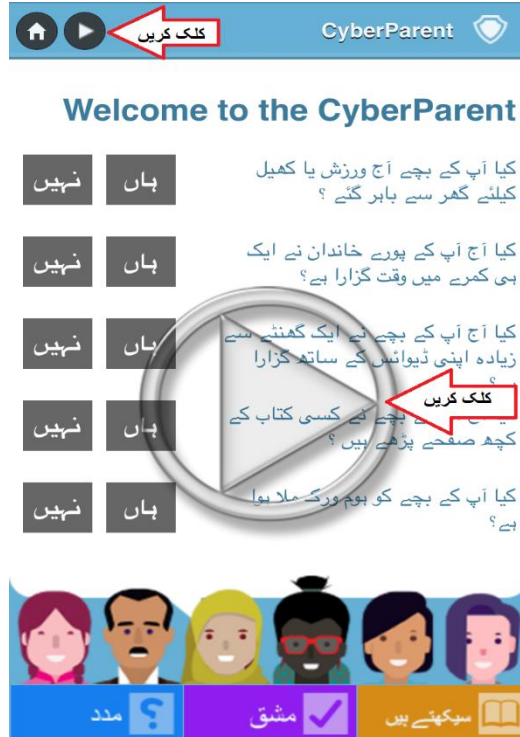 کلک کریں
CyberParent
Welcome to the CyberParent
کیا آپ کے بچے آج ورزش یا کھیل
کیلئے گھر سے باہر گئے ؟
ہاں
نہیں
کیا آج آپ کے پورے خاندان نے ایک
ہی کمرے میں وقت گزارا ہے؟
ہاں
نہیں
کیا آج آپ کے بچے نے ایک گھنٹے سے
زیادہ اپنی ڈیوائس کے ساتھ گزارا
ہاں
نہیں
کلک کریں
بچے نے کسی کتاب کے
کچھ صفحے پڑھے ہیں ؟
ہاں
نہیں
کیا آپ کے بچے کو ہوم ورک ملا ہوا
ہے؟
ہاں
نہیں
سیکھتے ہیں
مشق
مدد